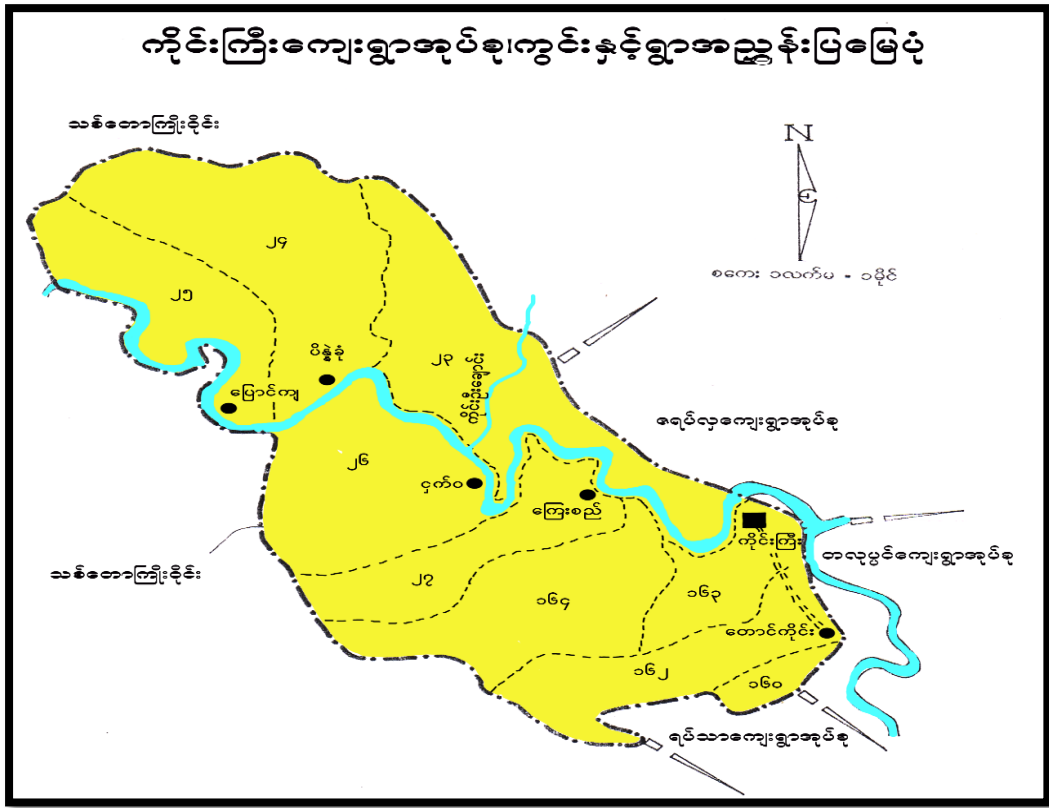 ကိုင်းကြီးကျေးရွာအုပ်စု၊ကွင်းနှင့်ရွာအညွှန်းပြမြေပုံ
သစ်တောကြိုးဝိုင်း
N
စကေး ၁လက်မ - ၁မိုင်
၂၄
၂၅
ပိန္နဲခုံ
၂၃
ကိုင်းဦးချောင်း
ပြောင်ကျ
ဇရပ်လှကျေးရွာအုပ်စု
၂၆
ငှက်ဝ
ကြေးစည်
ကိုင်းကြီး
တလုပ္ပင်ကျေးရွာအုပ်စု
သစ်တောကြိုးဝိုင်း
၂၇
၁၆၄
၁၆၃
တောင်ကိုင်း
၁၆၂
၁၆၀
ရပ်သာကျေးရွာအုပ်စု